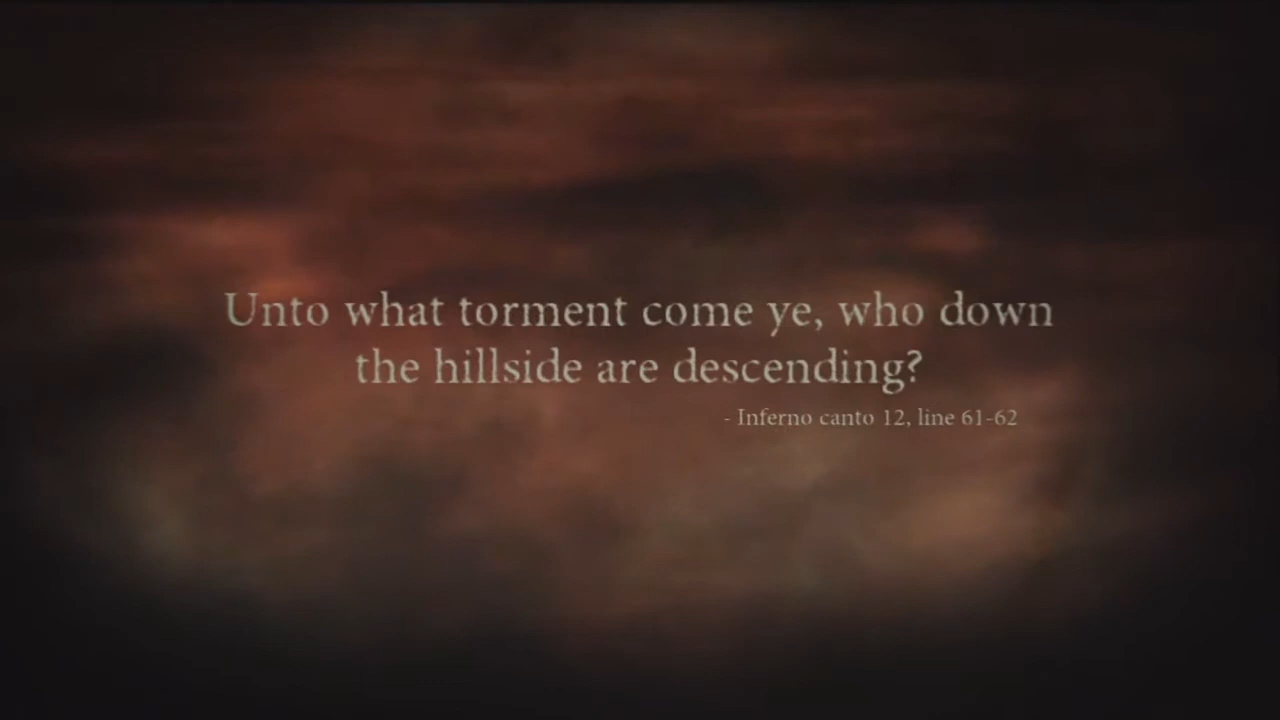 Unto what torment come ye, who down
the hillside are descending?
- Inferno canto 12, line 61-62